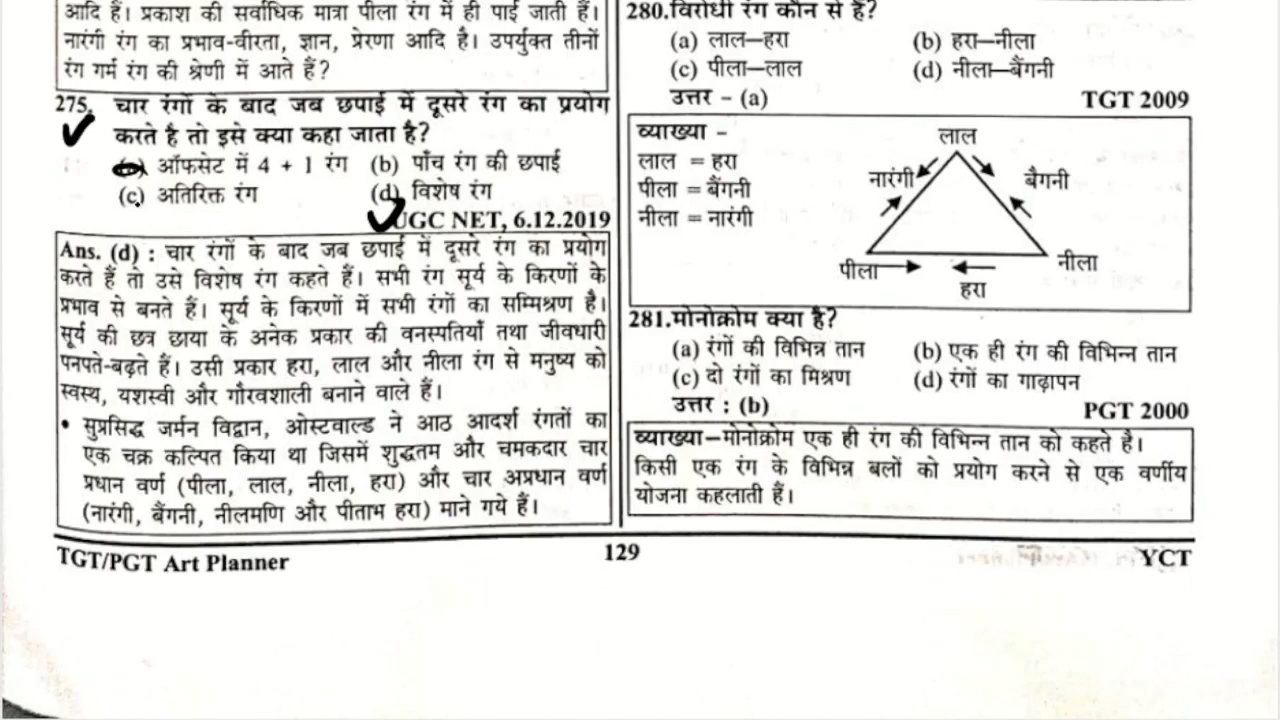 आदि हैं। प्रकाश की सर्वाधिक मात्रा पीला रंग में ही पाई जाती हैं।
नारंगी रंग का प्रभाव-वीरता, ज्ञान, प्रेरणा आदि है। उपर्युक्त तीनों
रंग गर्म रंग की श्रेणी में आते हैं?
275. चार रंगों के बाद जब छपाई में दूसरे रंग का प्रयोग
करते है तो इसे क्या कहा जाता है?
(a) ऑफसेट में 4 + 1 रंग (b) पाँच रंग की छपाई
(c) अतिरिक्त रंग (d) विशेष रंग
UGC NET, 6.12.2019
Ans. (d) : चार रंगों के बाद जब छपाई में दूसरे रंग का प्रयोग
करते हैं तो उसे विशेष रंग कहते हैं। सभी रंग सूर्य के किरणों के
प्रभाव से बनते हैं। सूर्य के किरणों में सभी रंगों का सम्मिश्रण है।
सूर्य की छत्र छाया के अनेक प्रकार की वनस्पतियाँ तथा जीवधारी
पनपते-बढ़ते हैं। उसी प्रकार हरा, लाल और नीला रंग से मनुष्य को
स्वस्थ, यशस्वी और गौरवशाली बनाने वाले हैं।
• सुप्रसिद्ध जर्मन विद्वान, ओस्टवाल्ड ने आठ आदर्श रंगतों का
एक चक्र कल्पित किया था जिसमें शुद्धतम और चमकदार चार
प्रधान वर्ण (पीला, लाल, नीला, हरा) और चार अप्रधान वर्ण
(नारंगी, बैंगनी, नीलमणि और पीताभ हरा) माने गये हैं।
280.विरोधी रंग कौन से हैं?
(a) लाल–हरा (b) हरा–नीला
(c) पीला–लाल (d) नीला–बैंगनी
उत्तर – (a) TGT 2009
व्याख्या –
लाल = हरा
पीला = बैंगनी
नीला = नारंगी
लाल
नारंगी बैगनी
पीला नीला
हरा
281.मोनोक्रोम क्या है?
(a) रंगों की विभिन्न तान (b) एक ही रंग की विभिन्न तान
(c) दो रंगों का मिश्रण (d) रंगों का गाढ़ापन
उत्तर : (b) PGT 2000
व्याख्या–मोनोक्रोम एक ही रंग की विभिन्न तान को कहते है।
किसी एक रंग के विभिन्न बलों को प्रयोग करने से एक वर्णीय
योजना कहलाती हैं।
TGT/PGT Art Planner 129 YCT